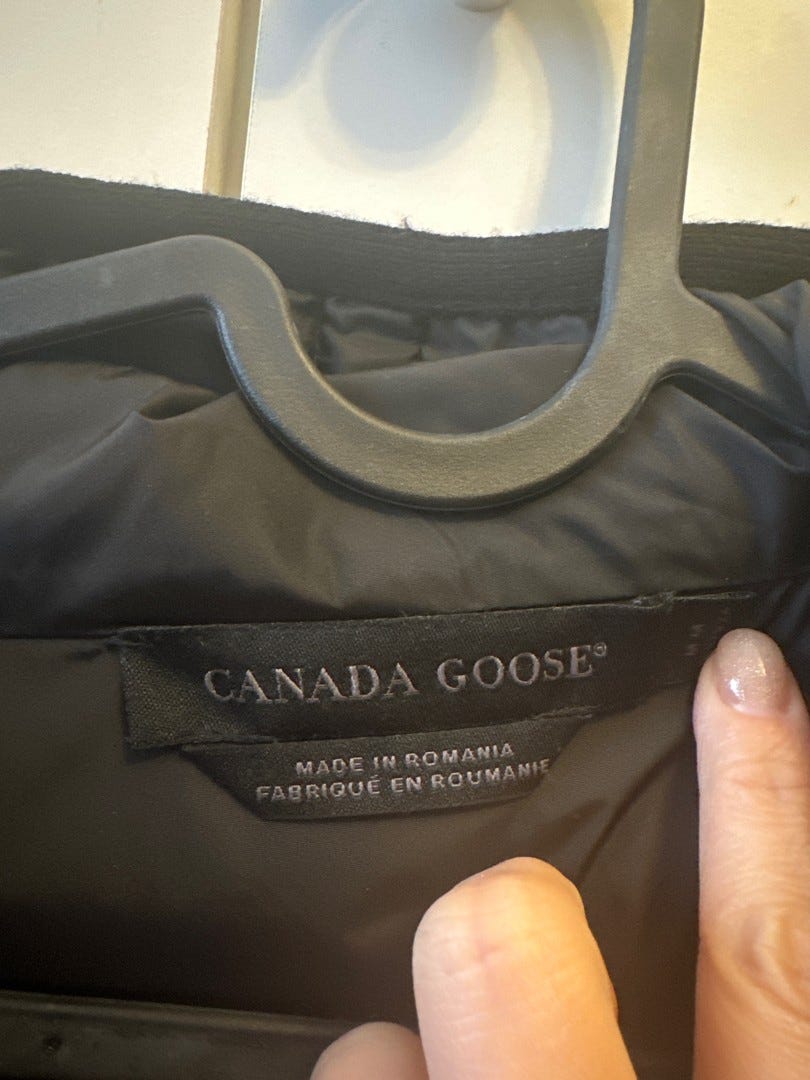 CANADA GOOSE®
MADE IN ROMANIA
FABRIQUÉ EN ROUMANIE